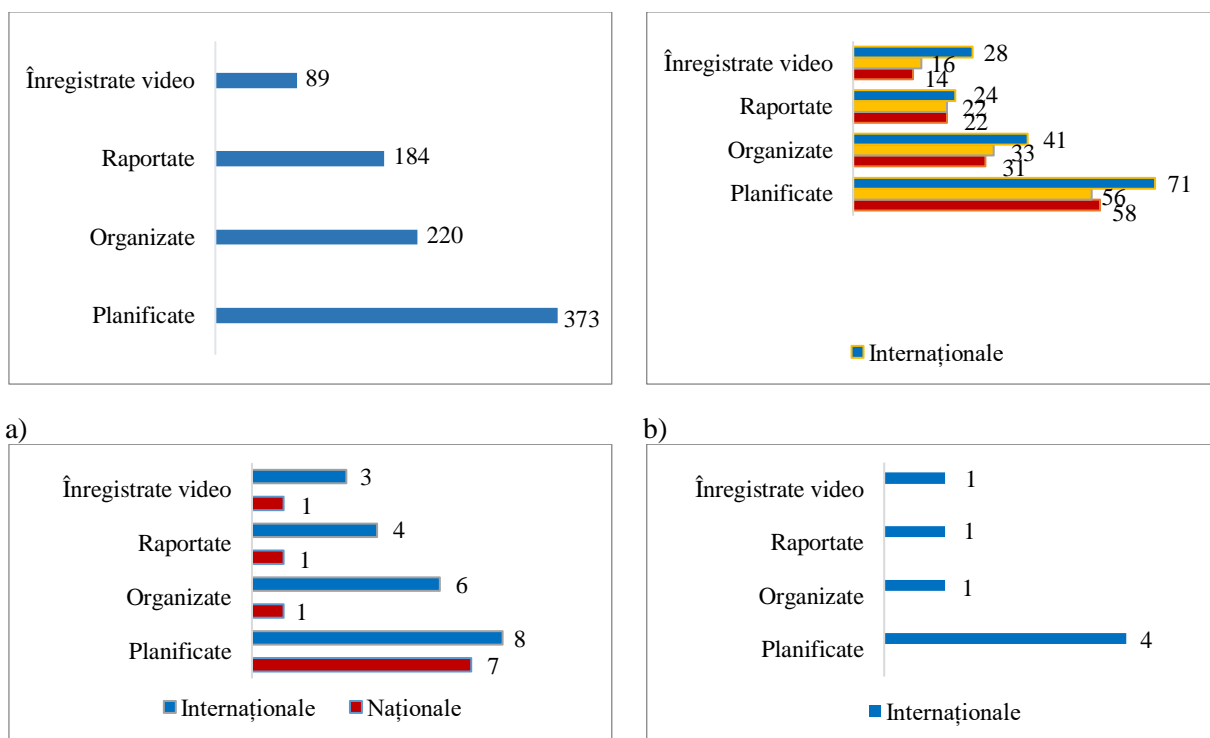 Înregistrate video 89
Raportate 184
Organizate 220
Planificate 373
a)
Înregistrate video 28
16
14
Raportate 24
22
22
Organizate 41
33
31
Planificate 71
56
58
Internaționale
b)
Înregistrate video 3
1
Raportate 4
1
Organizate 6
1
Planificate 8
7
Internaționale Naționale
Înregistrate video 1
Raportate 1
Organizate 1
Planificate 4
Internaționale